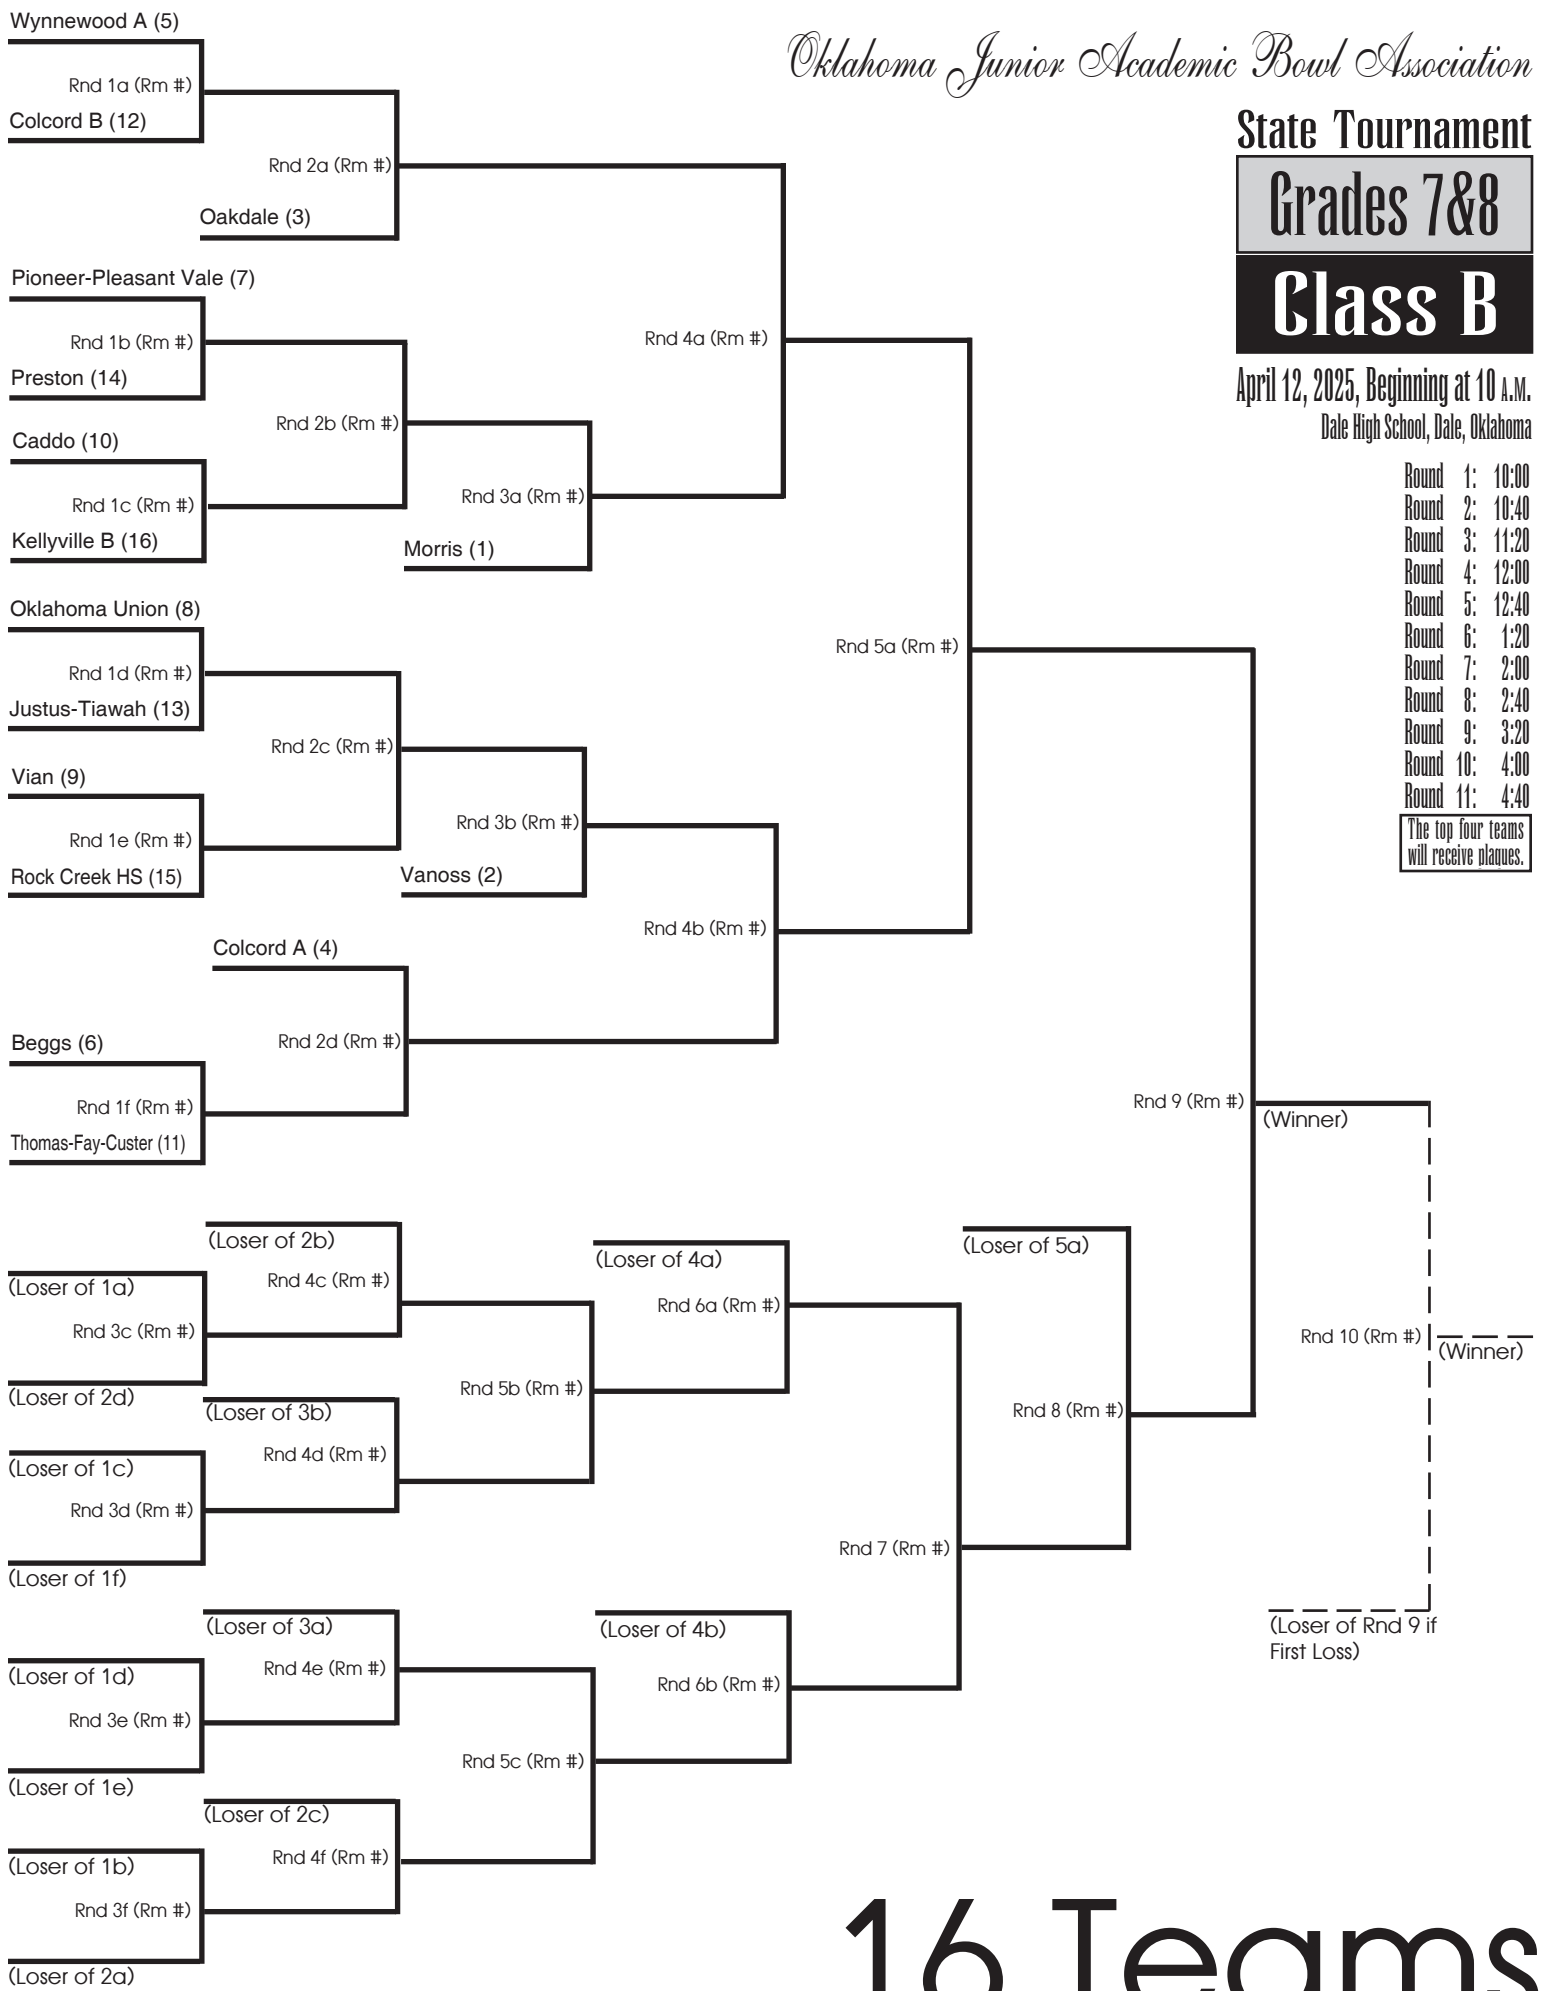 Oklahoma Junior Academic Bowl Association
State Tournament
Grades 7&8
Class B
April 12, 2025, Beginning at 10 A.M.
Dale High School, Dale, Oklahoma
Round 1: 10:00
Round 2: 10:40
Round 3: 11:20
Round 4: 12:00
Round 5: 12:40
Round 6: 1:20
Round 7: 2:00
Round 8: 2:40
Round 9: 3:20
Round 10: 4:00
Round 11: 4:40
The top four teams
will receive plaques.
Wynnewood A (5)
Rnd 1a (Rm #)
Colcord B (12)
Rnd 2a (Rm #)
Oakdale (3)
Pioneer-Pleasant Vale (7)
Rnd 1b (Rm #)
Preston (14)
Rnd 2b (Rm #)
Caddo (10)
Rnd 1c (Rm #)
Kellyville B (16)
Rnd 3a (Rm #)
Morris (1)
Rnd 4a (Rm #)
Oklahoma Union (8)
Rnd 1d (Rm #)
Justus-Tiawah (13)
Rnd 2c (Rm #)
Vian (9)
Rnd 1e (Rm #)
Rock Creek HS (15)
Rnd 3b (Rm #)
Vanoss (2)
Rnd 4b (Rm #)
Rnd 5a (Rm #)
Colcord A (4)
Rnd 2d (Rm #)
Beggs (6)
Rnd 1f (Rm #)
Thomas-Fay-Custer (11)
Rnd 9 (Rm #)
(Winner)
(Loser of 2b)
Rnd 4c (Rm #)
(Loser of 1a)
Rnd 3c (Rm #)
(Loser of 2d)
(Loser of 3b)
Rnd 4d (Rm #)
(Loser of 1c)
Rnd 3d (Rm #)
(Loser of 1f)
Rnd 5b (Rm #)
(Loser of 4a)
Rnd 6a (Rm #)
(Loser of 5a)
Rnd 8 (Rm #)
Rnd 7 (Rm #)
Rnd 10 (Rm #)
(Winner)
(Loser of Rnd 9 if
First Loss)
(Loser of 3a)
Rnd 4e (Rm #)
(Loser of 1d)
Rnd 3e (Rm #)
(Loser of 1e)
(Loser of 4b)
Rnd 6b (Rm #)
Rnd 5c (Rm #)
(Loser of 2c)
Rnd 4f (Rm #)
(Loser of 1b)
Rnd 3f (Rm #)
(Loser of 2a)
16 Teams